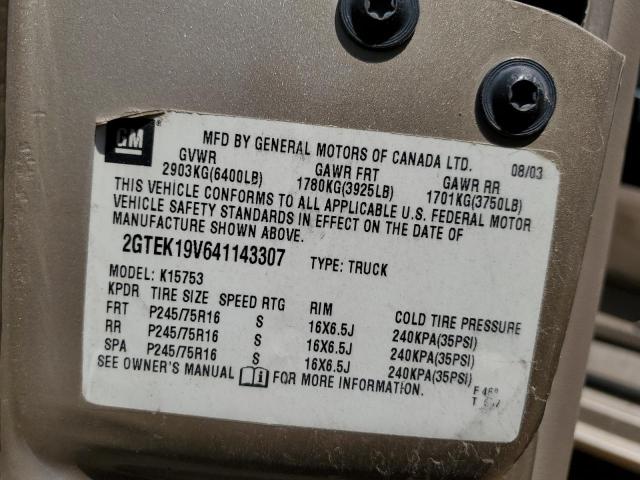 GM
MFD BY GENERAL MOTORS OF CANADA LTD. 08/03
GVWR GAWR FRT GAWR RR
2903KG(6400LB) 1780KG(3925LB) 1701KG(3750LB)
THIS VEHICLE CONFORMS TO ALL APPLICABLE U.S. FEDERAL MOTOR
VEHICLE SAFETY STANDARDS IN EFFECT ON THE DATE OF
MANUFACTURE SHOWN ABOVE.
2GTEK19V641143307 TYPE: TRUCK
MODEL: K15753
KPDR TIRE SIZE SPEED RTG RIM COLD TIRE PRESSURE
FRT P245/75R16 S 16X6.5J 240KPA(35PSI)
RR P245/75R16 S 16X6.5J 240KPA(35PSI)
SPA P245/75R16 S 16X6.5J 240KPA(35PSI)
SEE OWNER'S MANUAL FOR MORE INFORMATION.
F
T